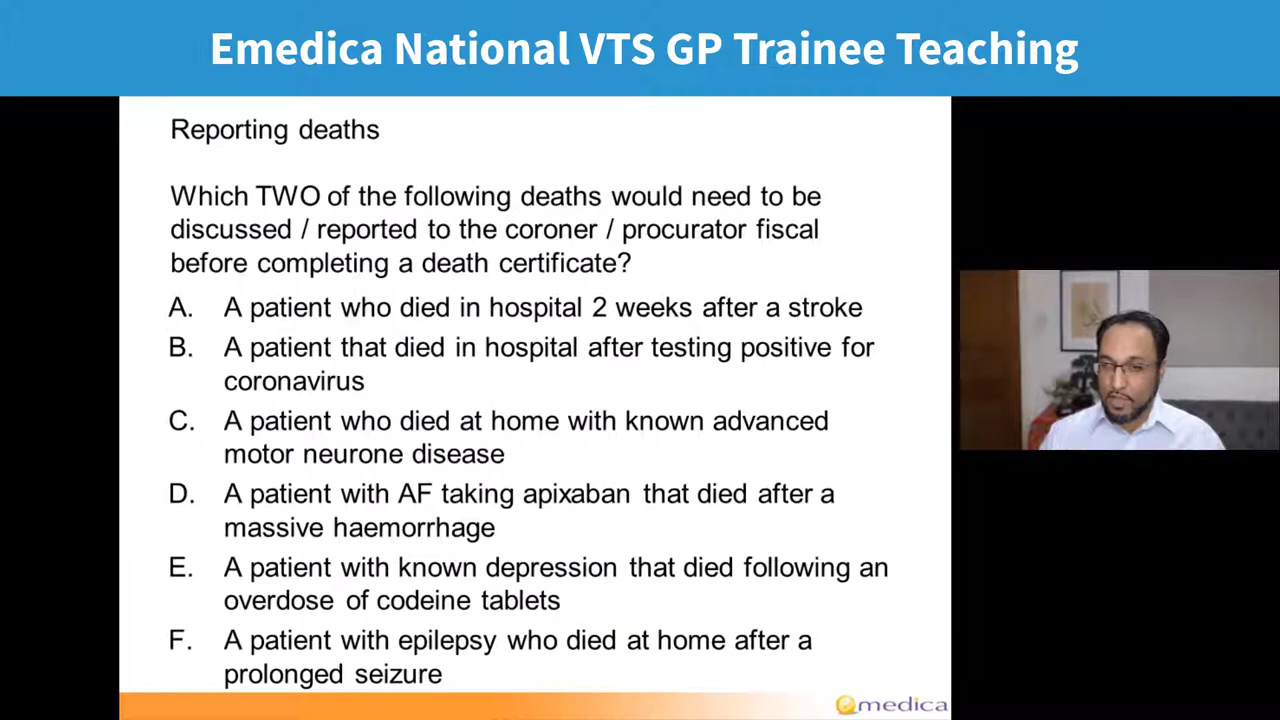 Emedica National VTS GP Trainee Teaching
Reporting deaths
Which TWO of the following deaths would need to be
discussed / reported to the coroner / procurator fiscal
before completing a death certificate?
A. A patient who died in hospital 2 weeks after a stroke
B. A patient that died in hospital after testing positive for
coronavirus
C. A patient who died at home with known advanced
motor neurone disease
D. A patient with AF taking apixaban that died after a
massive haemorrhage
E. A patient with known depression that died following an
overdose of codeine tablets
F. A patient with epilepsy who died at home after a
prolonged seizure
emedica